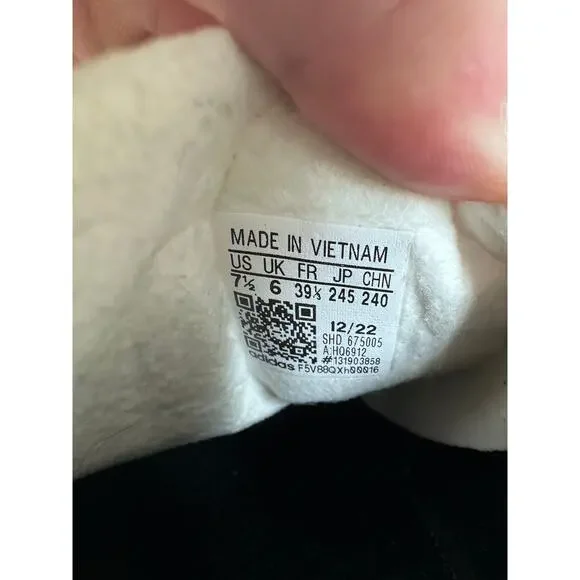 MADE IN VIETNAM
US UK FR JP CHN
7½ 6 39⅓ 245 240
12/22
SHD 675005
A:HQ6912
#131903858
adidas F5VB8QXh00016